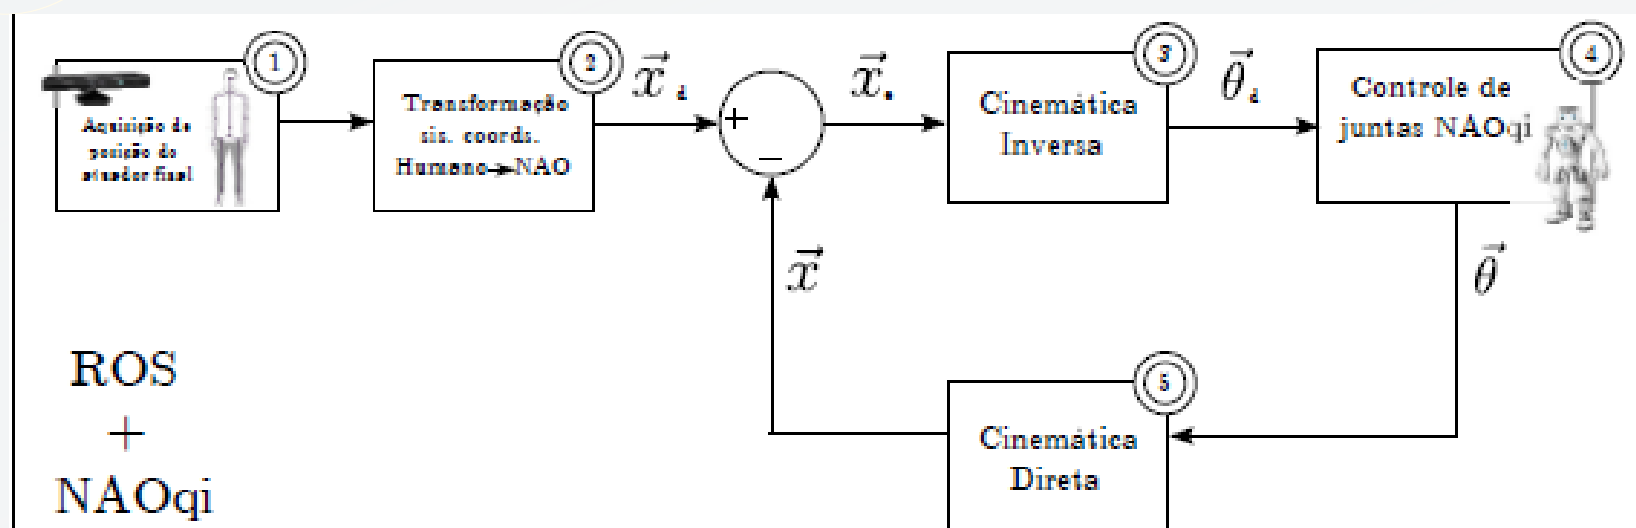 1
Aquisição de
posição do
atuador final
2
Transformação
sis. coords.
Humano→NAO
x⃗ d
+
−
x⃗ e
3
Cinemática
Inversa
θ⃗ d
4
Controle de
juntas NAOqi
x⃗
θ⃗
ROS
+
NAOqi
5
Cinemática
Direta